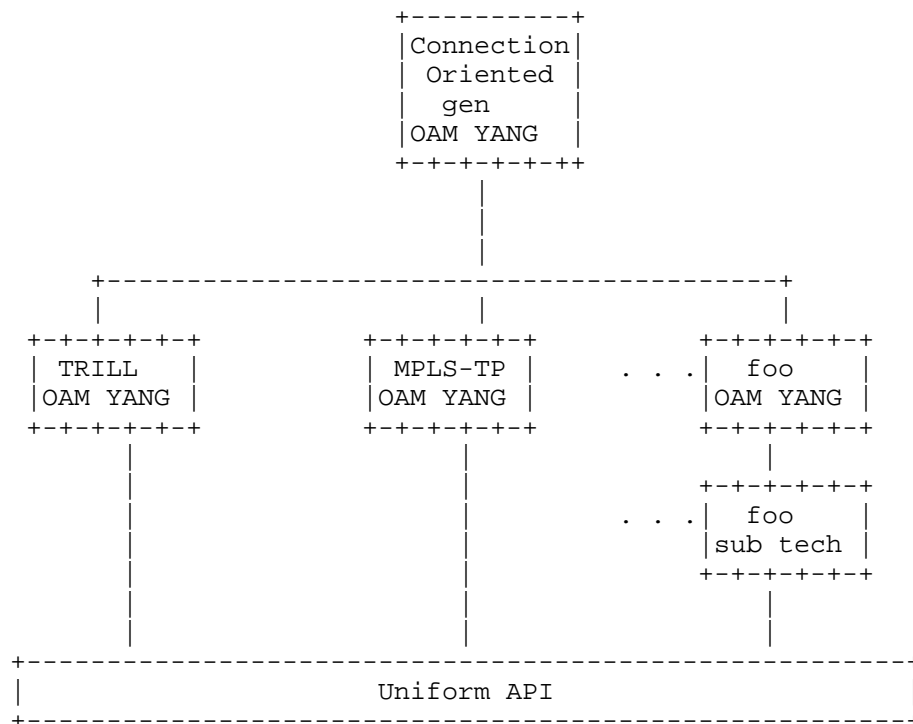 Connection
Oriented
gen
OAM YANG
TRILL MPLS-TP . . . foo
OAM YANG OAM YANG OAM YANG
. . . foo
sub tech
Uniform API